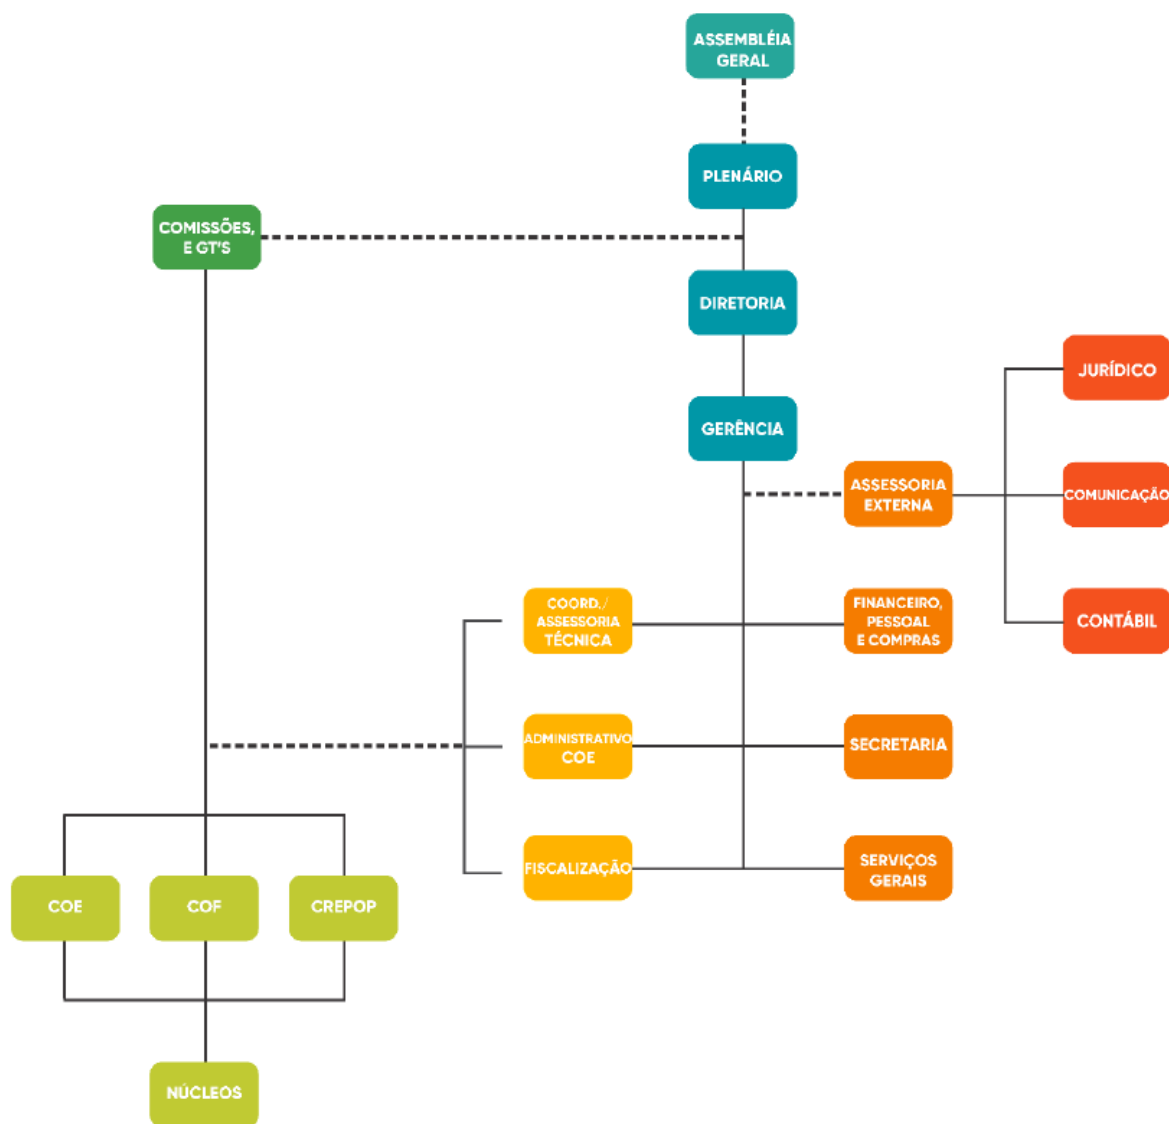 ASSEMBLÉIA
GERAL
PLENÁRIO
COMISSÕES,
E GT'S
DIRETORIA
JURÍDICO
GERÊNCIA
ASSESSORIA
EXTERNA
COMUNICAÇÃO
COORD./
ASSESSORIA
TÉCNICA
FINANCEIRO,
PESSOAL
E COMPRAS
CONTÁBIL
ADMINISTRATIVO
COE
SECRETARIA
FISCALIZAÇÃO
SERVIÇOS
GERAIS
COE
COF
CREPOP
NÚCLEOS